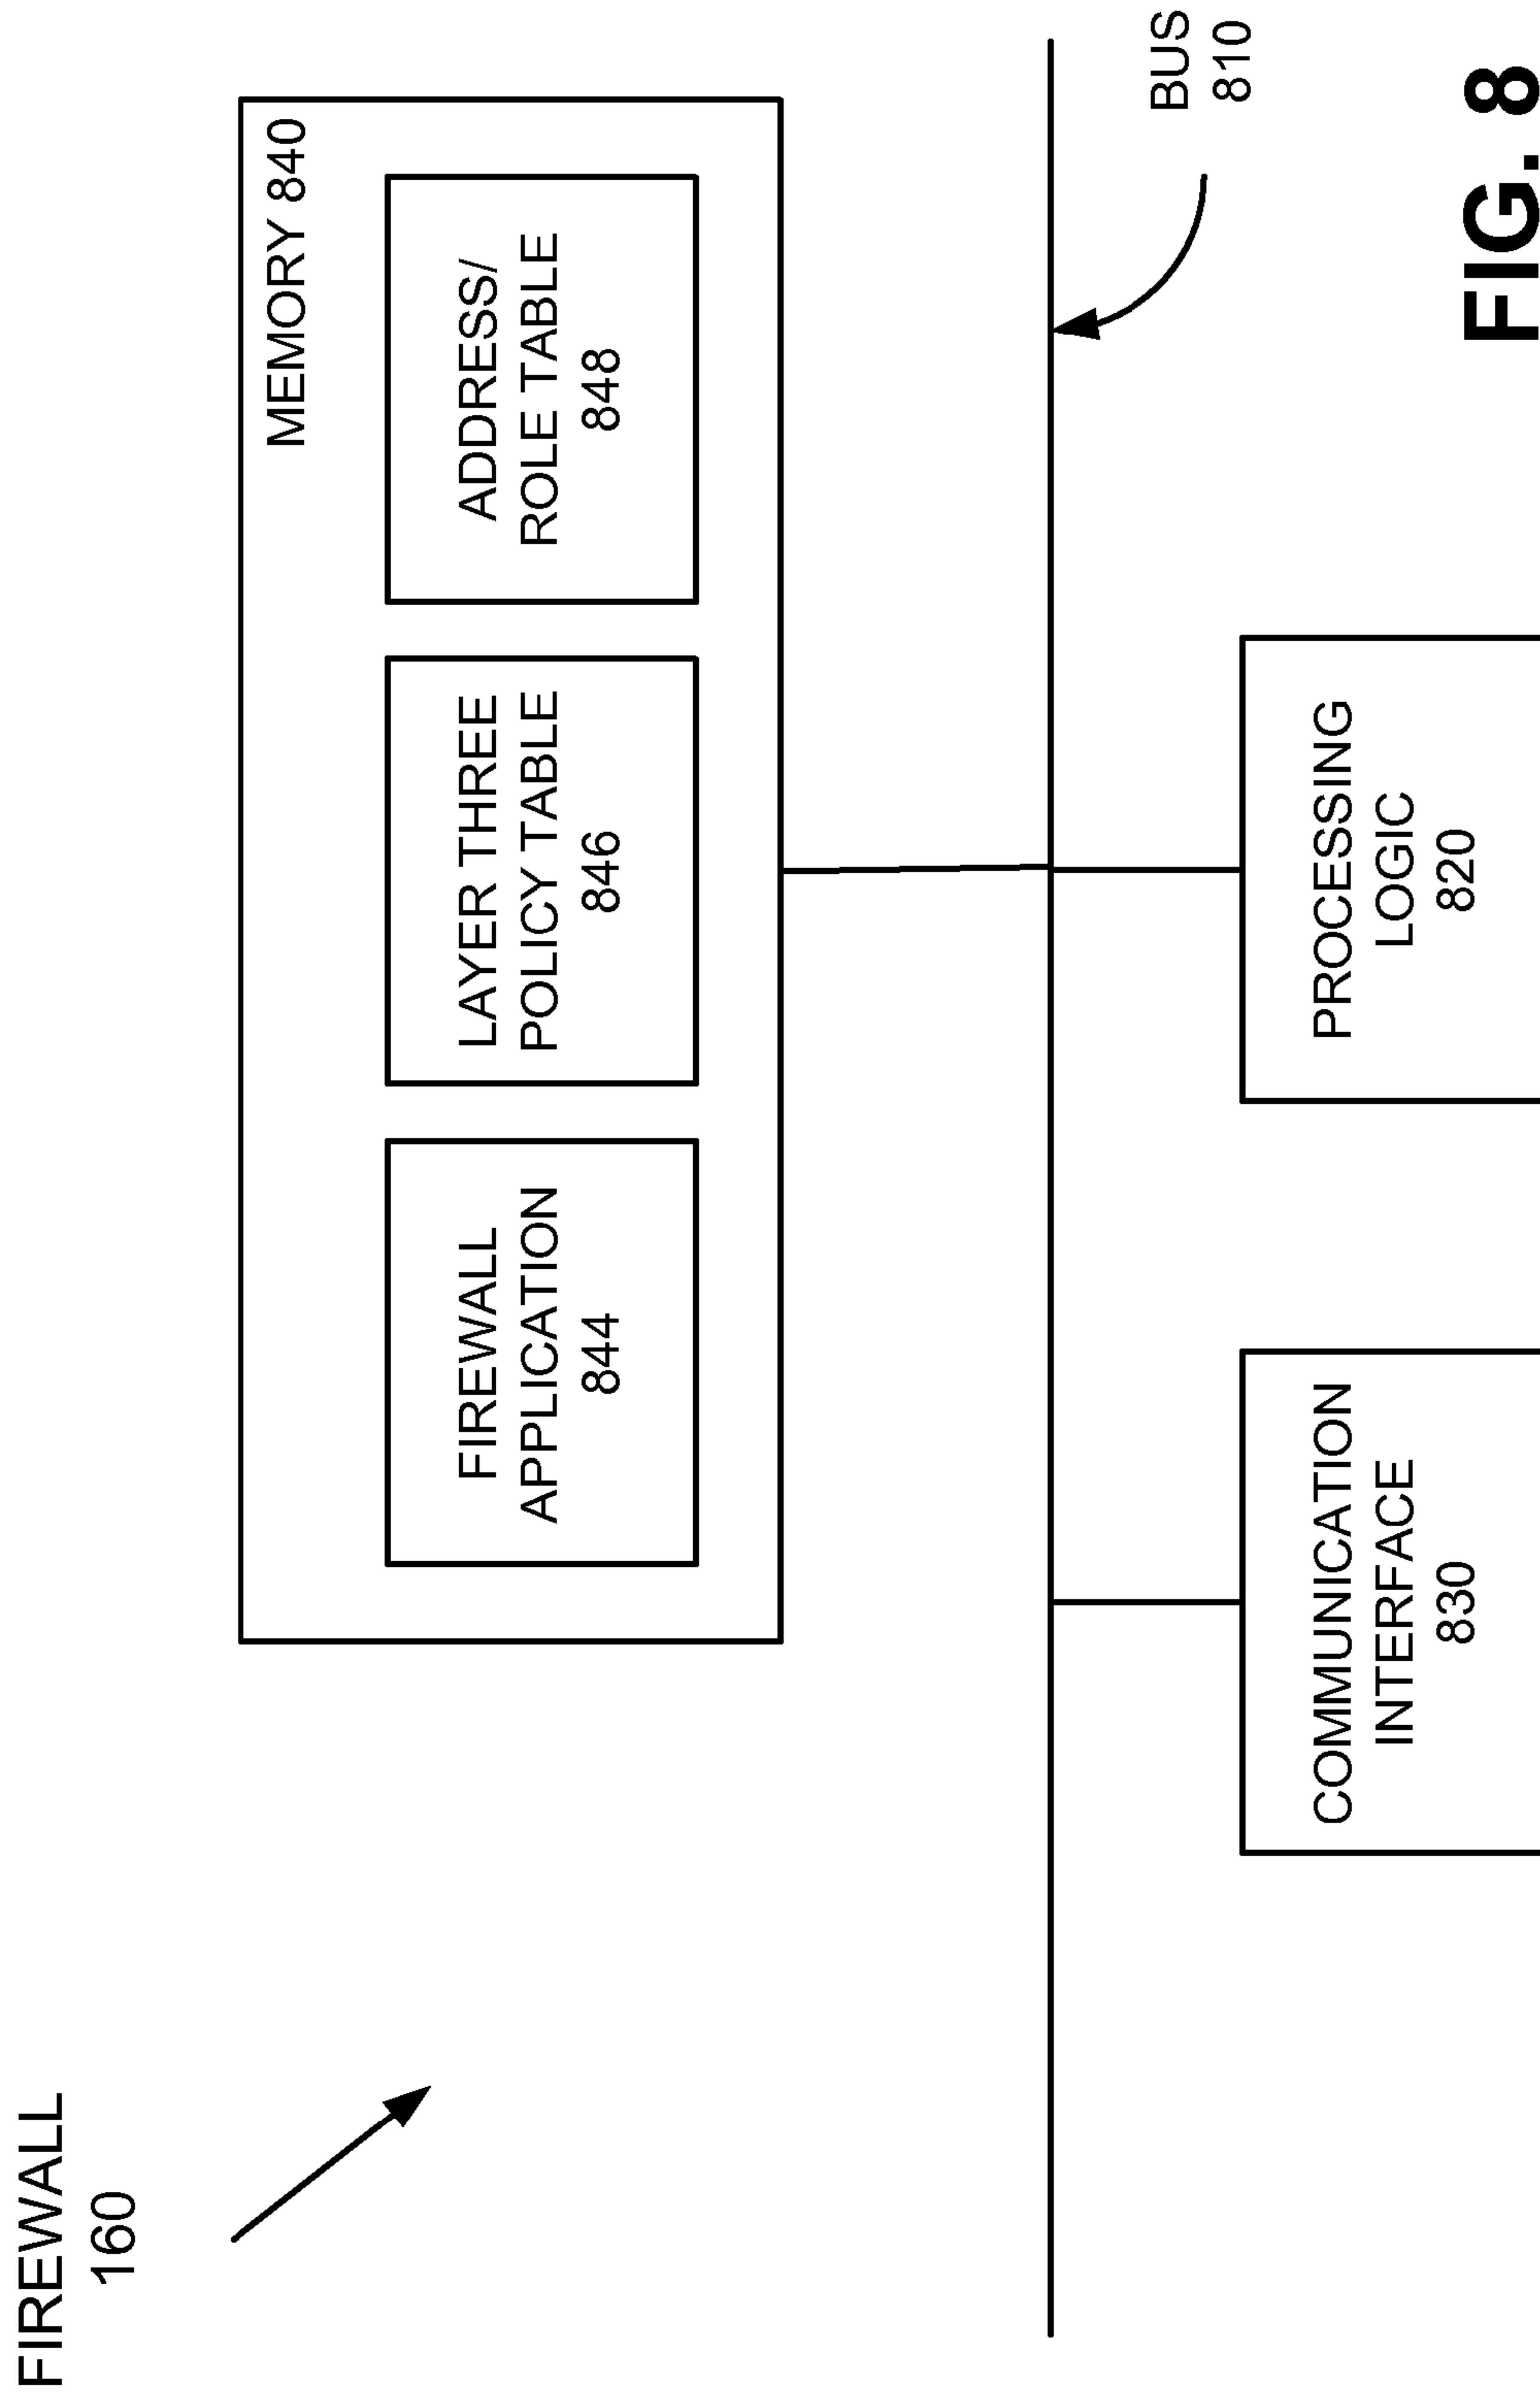 FIREWALL
160
MEMORY 840
FIREWALL
APPLICATION
844
LAYER THREE
POLICY TABLE
846
ADDRESS/
ROLE TABLE
848
BUS
810
COMMUNICATION
INTERFACE
830
PROCESSING
LOGIC
820
FIG. 8